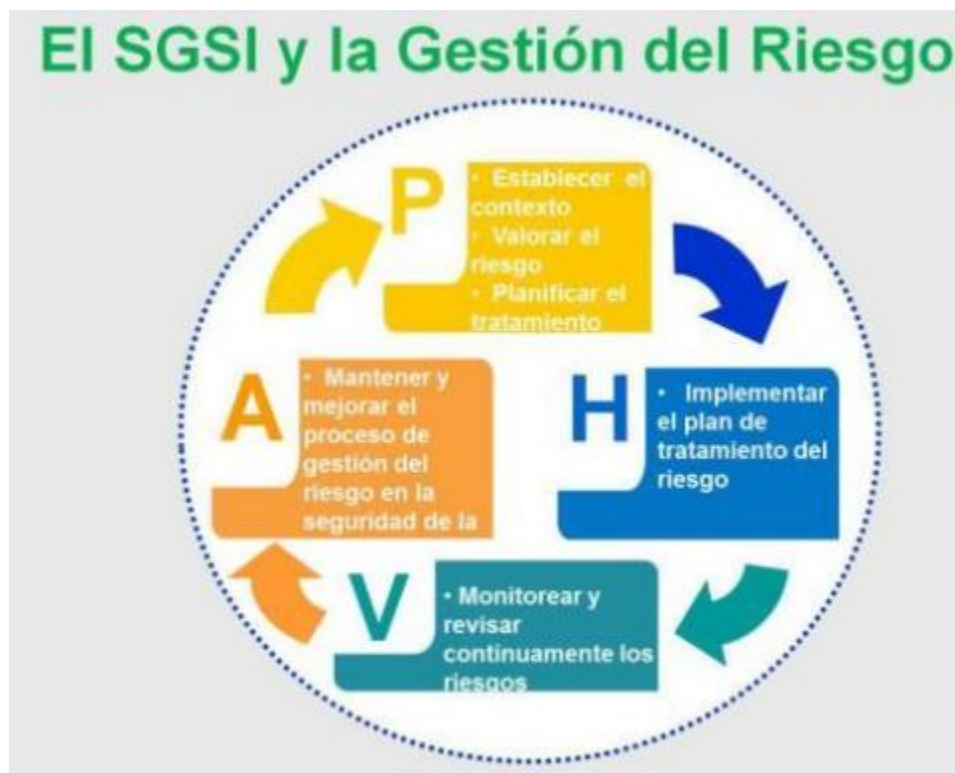 El SGSI y la Gestión del Riesgo
P
• Establecer el
contexto
• Valorar el
riesgo
• Planificar el
tratamiento
H
• Implementar
el plan de
tratamiento del
riesgo
V
• Monitorear y
revisar
continuamente los
riesgos
A
• Mantener y
mejorar el
proceso de
gestión del
riesgo en la
seguridad de la